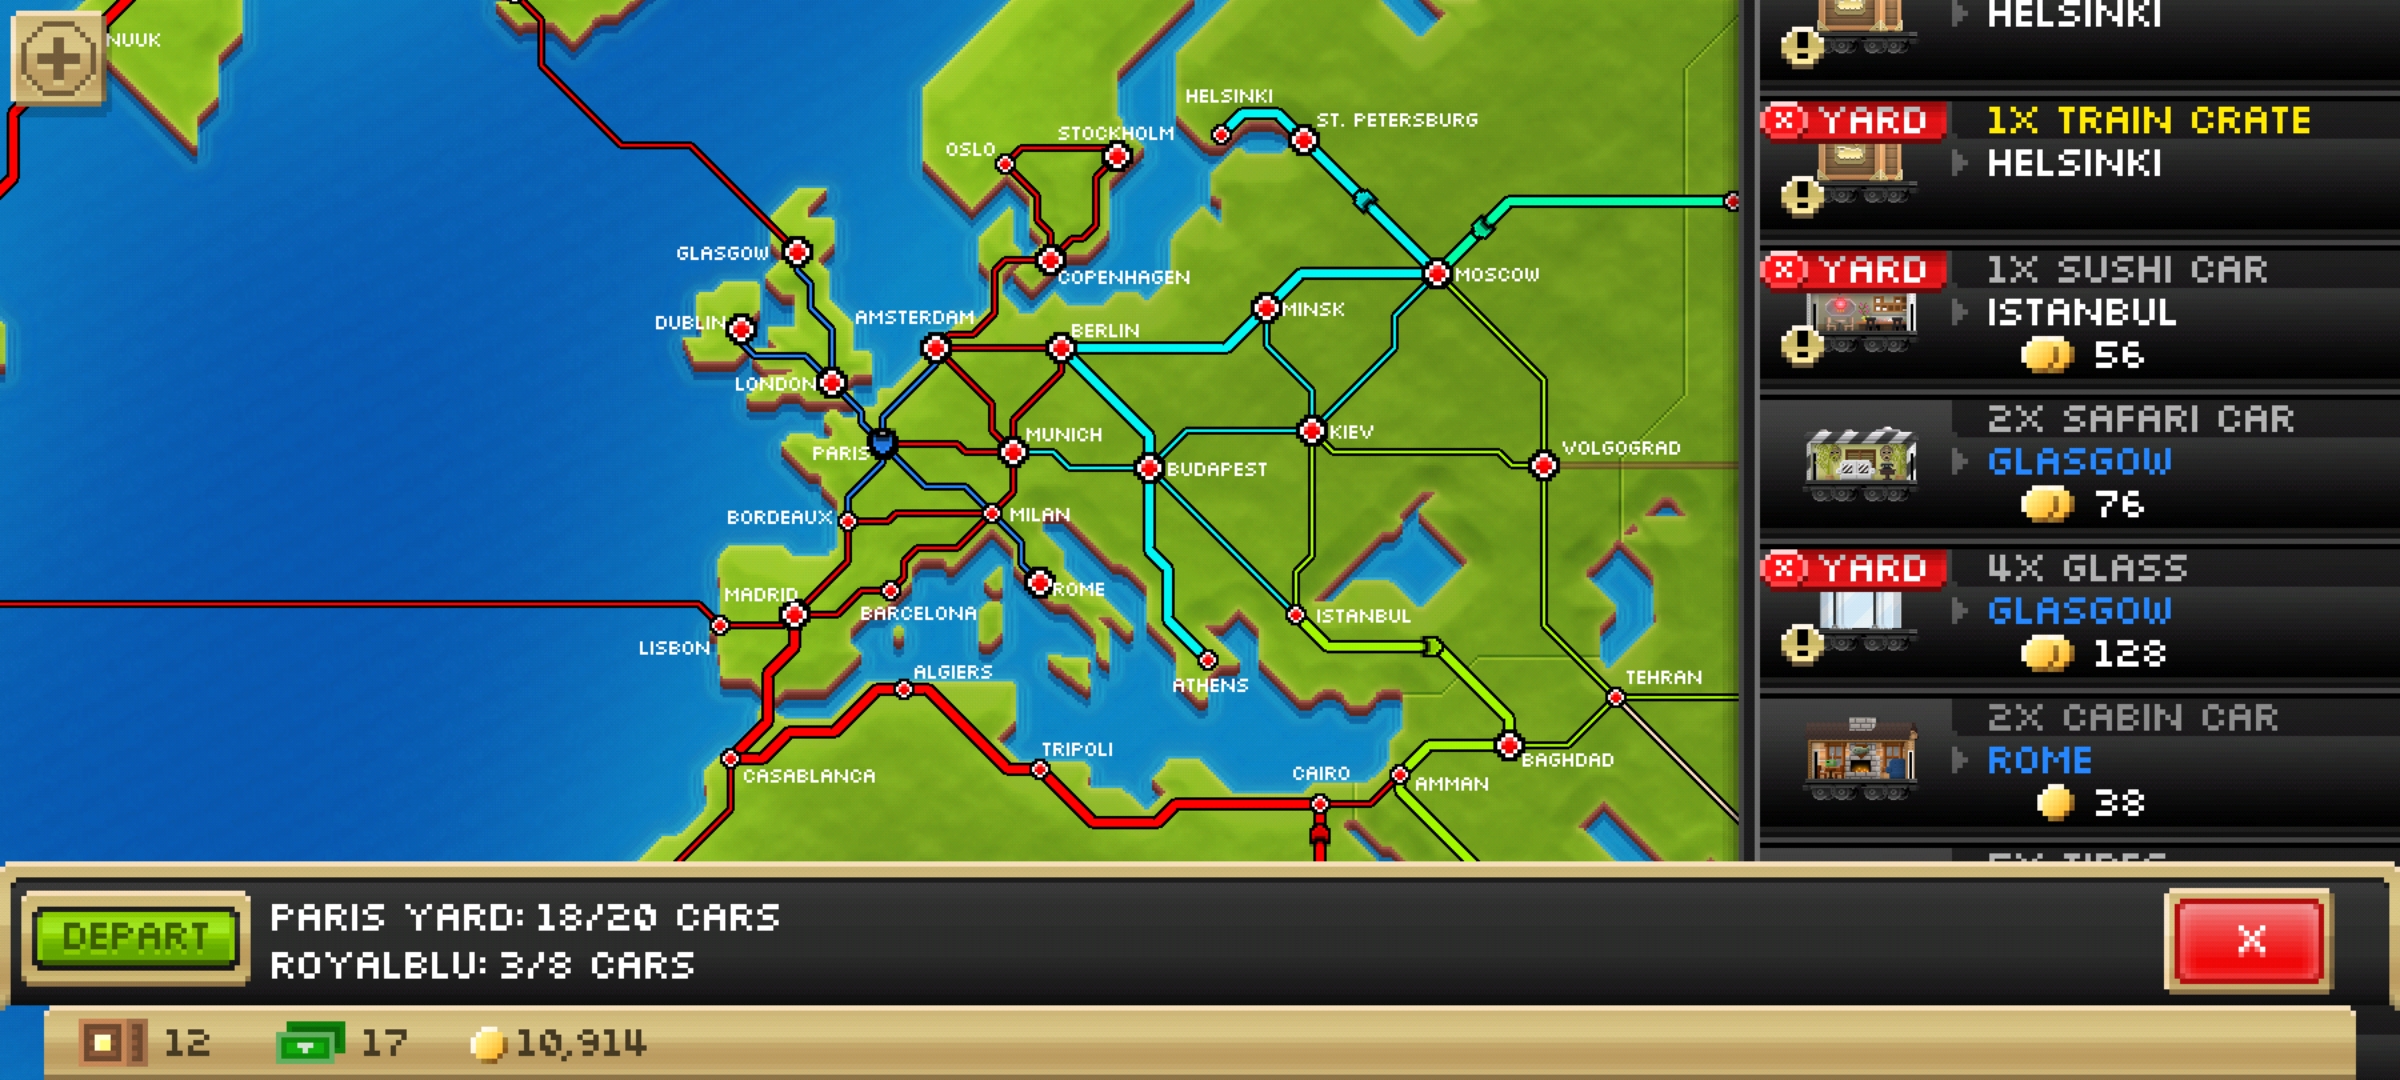 NUUK
HELSINKI
ST. PETERSBURG
STOCKHOLM
OSLO
GLASGOW
COPENHAGEN
MOSCOW
MINSK
DUBLIN
AMSTERDAM
BERLIN
LONDON
PARIS
MUNICH
KIEV
VOLGOGRAD
BUDAPEST
BORDEAUX
MILAN
MADRID
BARCELONA
ROME
ISTANBUL
LISBON
ALGIERS
ATHENS
TEHRAN
CASABLANCA
TRIPOLI
CAIRO
AMMAN
BAGHDAD
HELSINKI
X YARD
1X TRAIN CRATE
HELSINKI
X YARD
1X SUSHI CAR
ISTANBUL
56
2X SAFARI CAR
GLASGOW
76
X YARD
4X GLASS
GLASGOW
128
2X CABIN CAR
ROME
38
DEPART
PARIS YARD: 18/20 CARS
ROYALBLU: 3/8 CARS
X
12
17
10,914